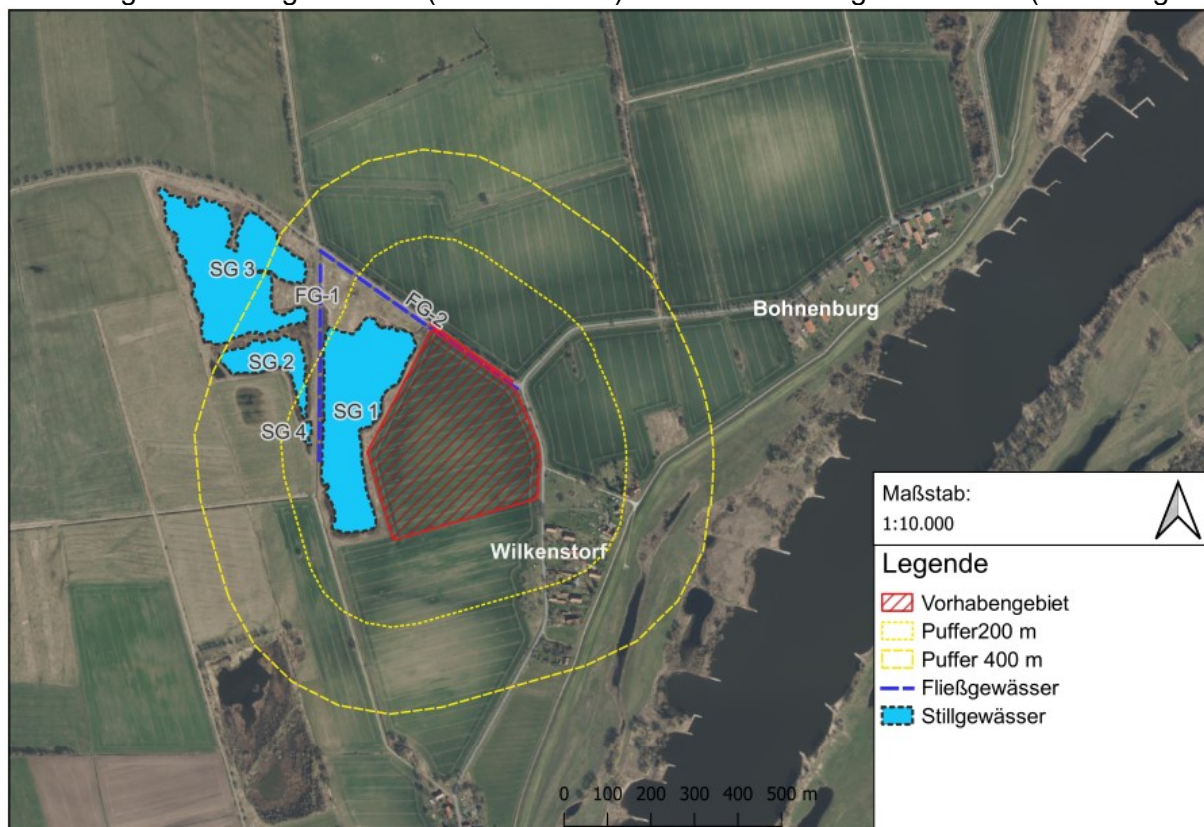 SG 3
FG-1
FG-2
Bohnenburg
SG 2
SG 1
SG 4
Wilkenstorf
Maßstab:
1:10.000
Legende
Vorhabengebiet
Puffer200 m
Puffer 400 m
Fließgewässer
Stillgewässer
0 100 200 300 400 500 m